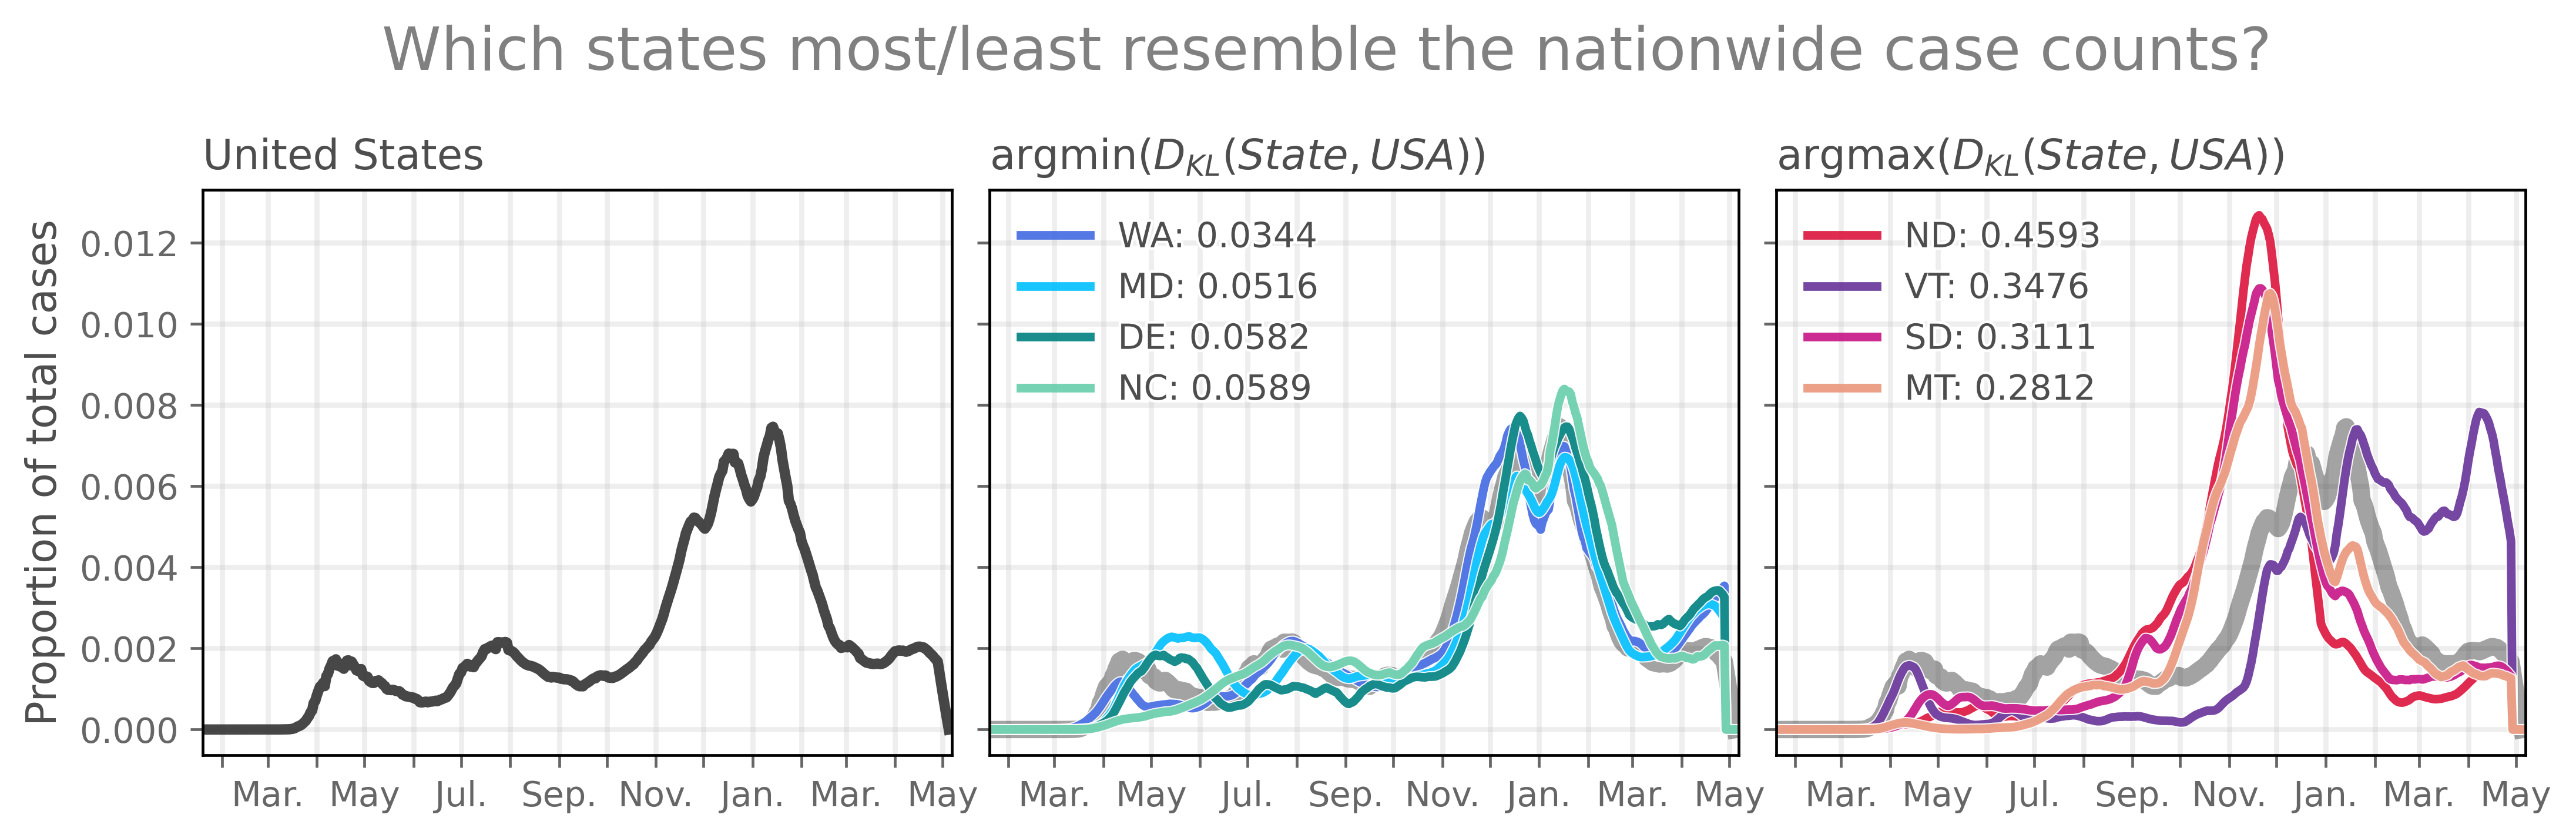 Which states most/least resemble the nationwide case counts?
United States
Proportion of total cases
0.012
0.010
0.008
0.006
0.004
0.002
0.000
Mar. May Jul. Sep. Nov. Jan. Mar. May
argmin(D_KL(State, USA))
WA: 0.0344
MD: 0.0516
DE: 0.0582
NC: 0.0589
Mar. May Jul. Sep. Nov. Jan. Mar. May
argmax(D_KL(State, USA))
ND: 0.4593
VT: 0.3476
SD: 0.3111
MT: 0.2812
Mar. May Jul. Sep. Nov. Jan. Mar. May